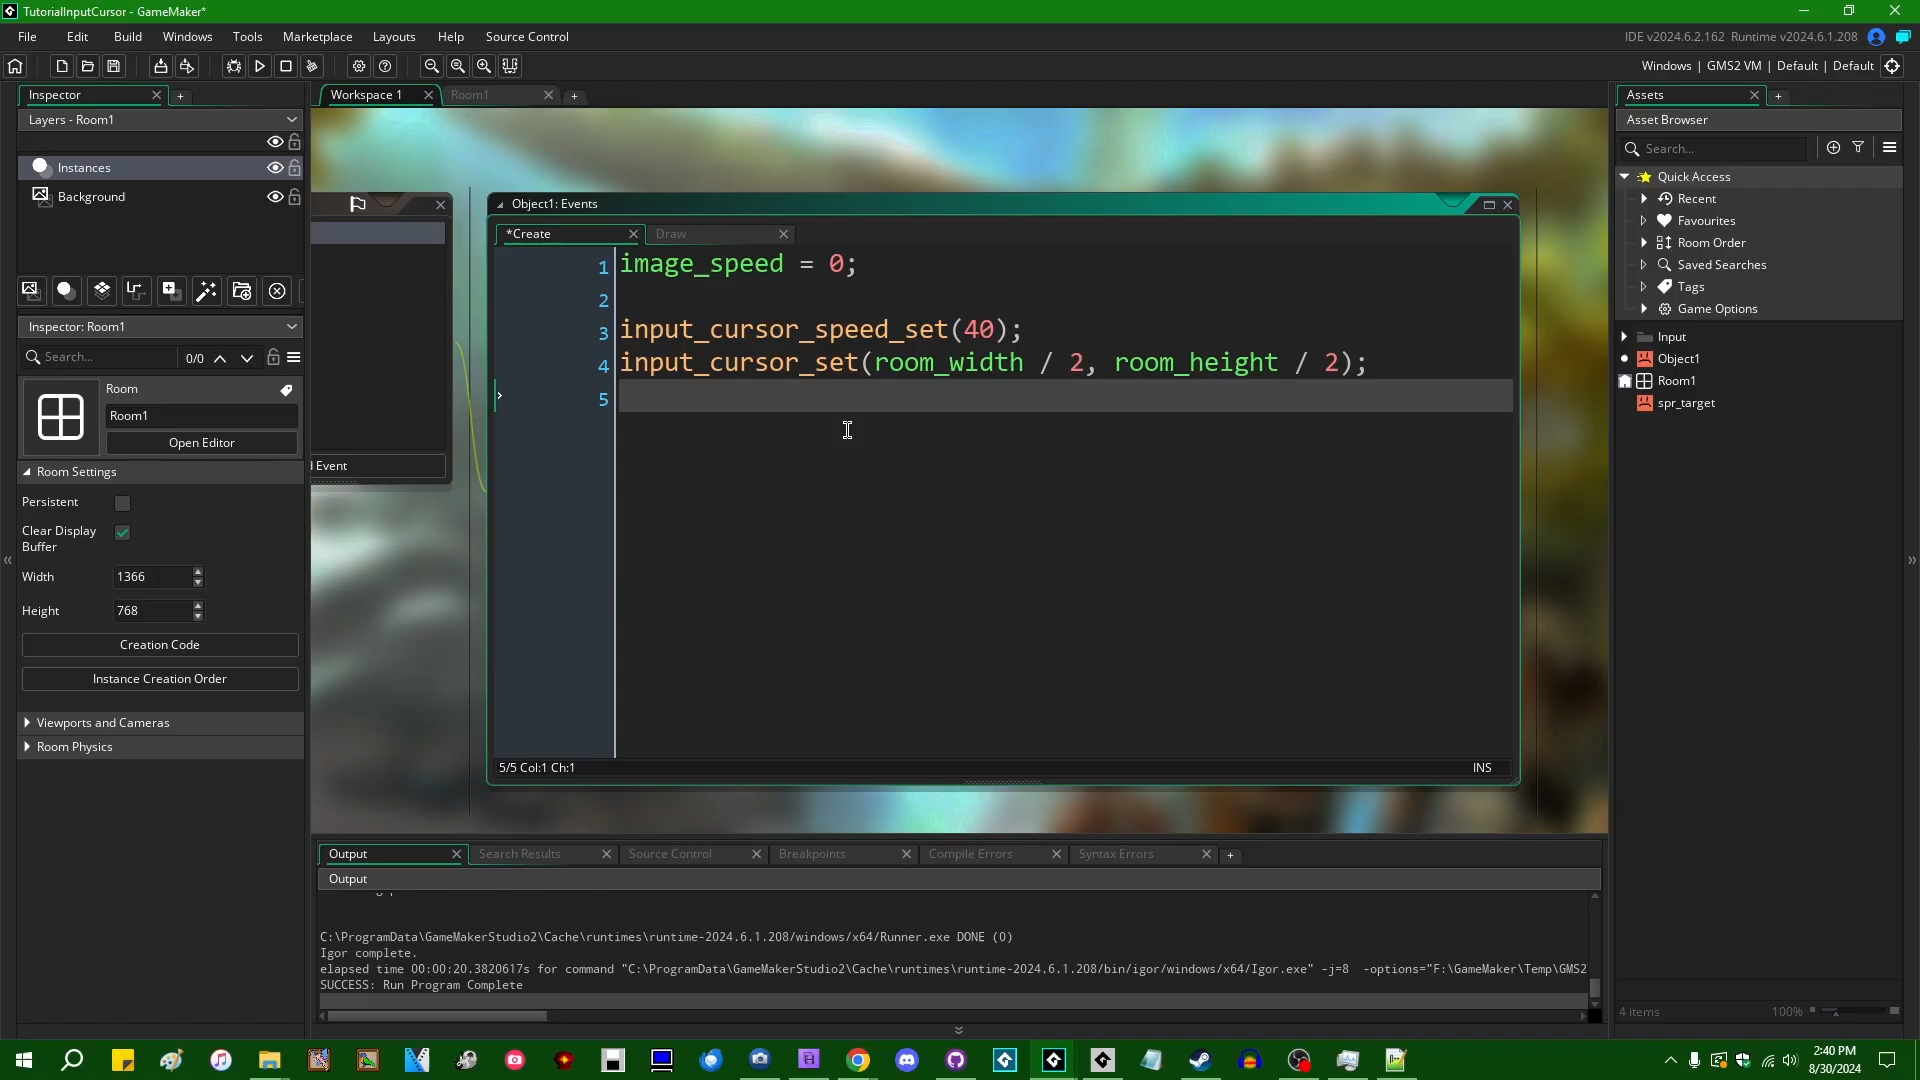 TutorialInputCursor - GameMaker*
File Edit Build Windows Tools Marketplace Layouts Help Source Control
IDE v2024.6.2.162 Runtime v2024.6.1.208
Windows | GMS2 VM | Default | Default
Inspector
Layers - Room1
Instances
Background
Inspector: Room1
Search... 0/0
Room
Room1
Open Editor
Room Settings
Persistent
Clear Display
Buffer
Width 1366
Height 768
Creation Code
Instance Creation Order
Viewports and Cameras
Room Physics
Workspace 1 Room1
Event
Object1: Events
*Create Draw
1 image_speed = 0;
2
3 input_cursor_speed_set(40);
4 input_cursor_set(room_width / 2, room_height / 2);
5
5/5 Col:1 Ch:1 INS
Output Search Results Source Control Breakpoints Compile Errors Syntax Errors
Output
C:\ProgramData\GameMakerStudio2\Cache\runtimes\runtime-2024.6.1.208/windows/x64/Runner.exe DONE (0)
Igor complete.
elapsed time 00:00:20.3820617s for command "C:\ProgramData\GameMakerStudio2\Cache\runtimes\runtime-2024.6.1.208/bin/igor/windows/x64/Igor.exe" -j=8 -options="F:\GameMaker\Temp\GMS2
SUCCESS: Run Program Complete
Assets
Asset Browser
Search...
Quick Access
Recent
Favourites
Room Order
Saved Searches
Tags
Game Options
Input
Object1
Room1
spr_target
4 items 100%
2:40 PM
8/30/2024